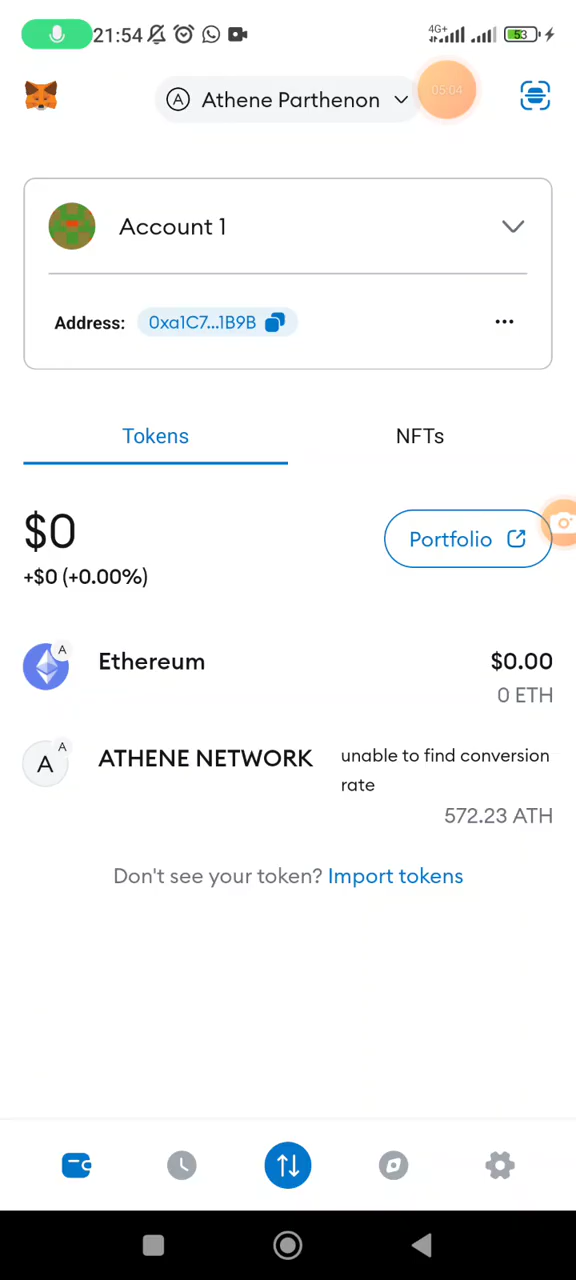 21:54
4G+
53
A Athene Parthenon
05:04
Account 1
Address: 0xa1C7...1B9B
Tokens NFTs
$0
Portfolio
+$0 (+0.00%)
A
Ethereum $0.00
0 ETH
A
A ATHENE NETWORK unable to find conversion
rate
572.23 ATH
Don't see your token? Import tokens